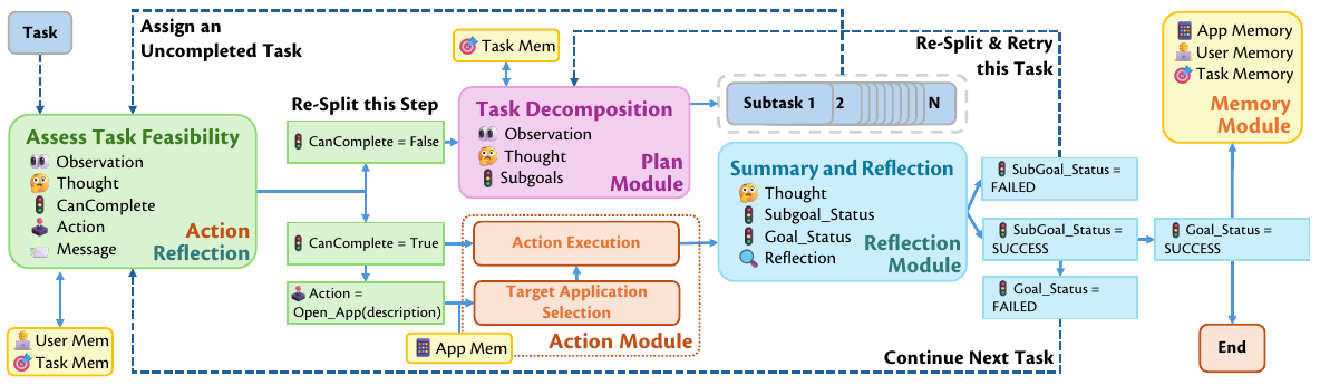 Task
Assign an
Uncompleted Task
Assess Task Feasibility
Observation
Thought
CanComplete
Action
Message
Action
Reflection
User Mem
Task Mem
Re-Split this Step
CanComplete = False
CanComplete = True
Action =
Open_App(description)
Task Mem
Task Decomposition
Observation
Thought
Subgoals
Plan
Module
Action Execution
Target Application
Selection
Action Module
App Mem
Subtask 1
2
N
Re-Split & Retry
this Task
Summary and Reflection
Thought
Subgoal_Status
Goal_Status
Reflection
Reflection
Module
SubGoal_Status =
FAILED
SubGoal_Status =
SUCCESS
Goal_Status =
FAILED
Continue Next Task
Goal_Status =
SUCCESS
App Memory
User Memory
Task Memory
Memory
Module
End